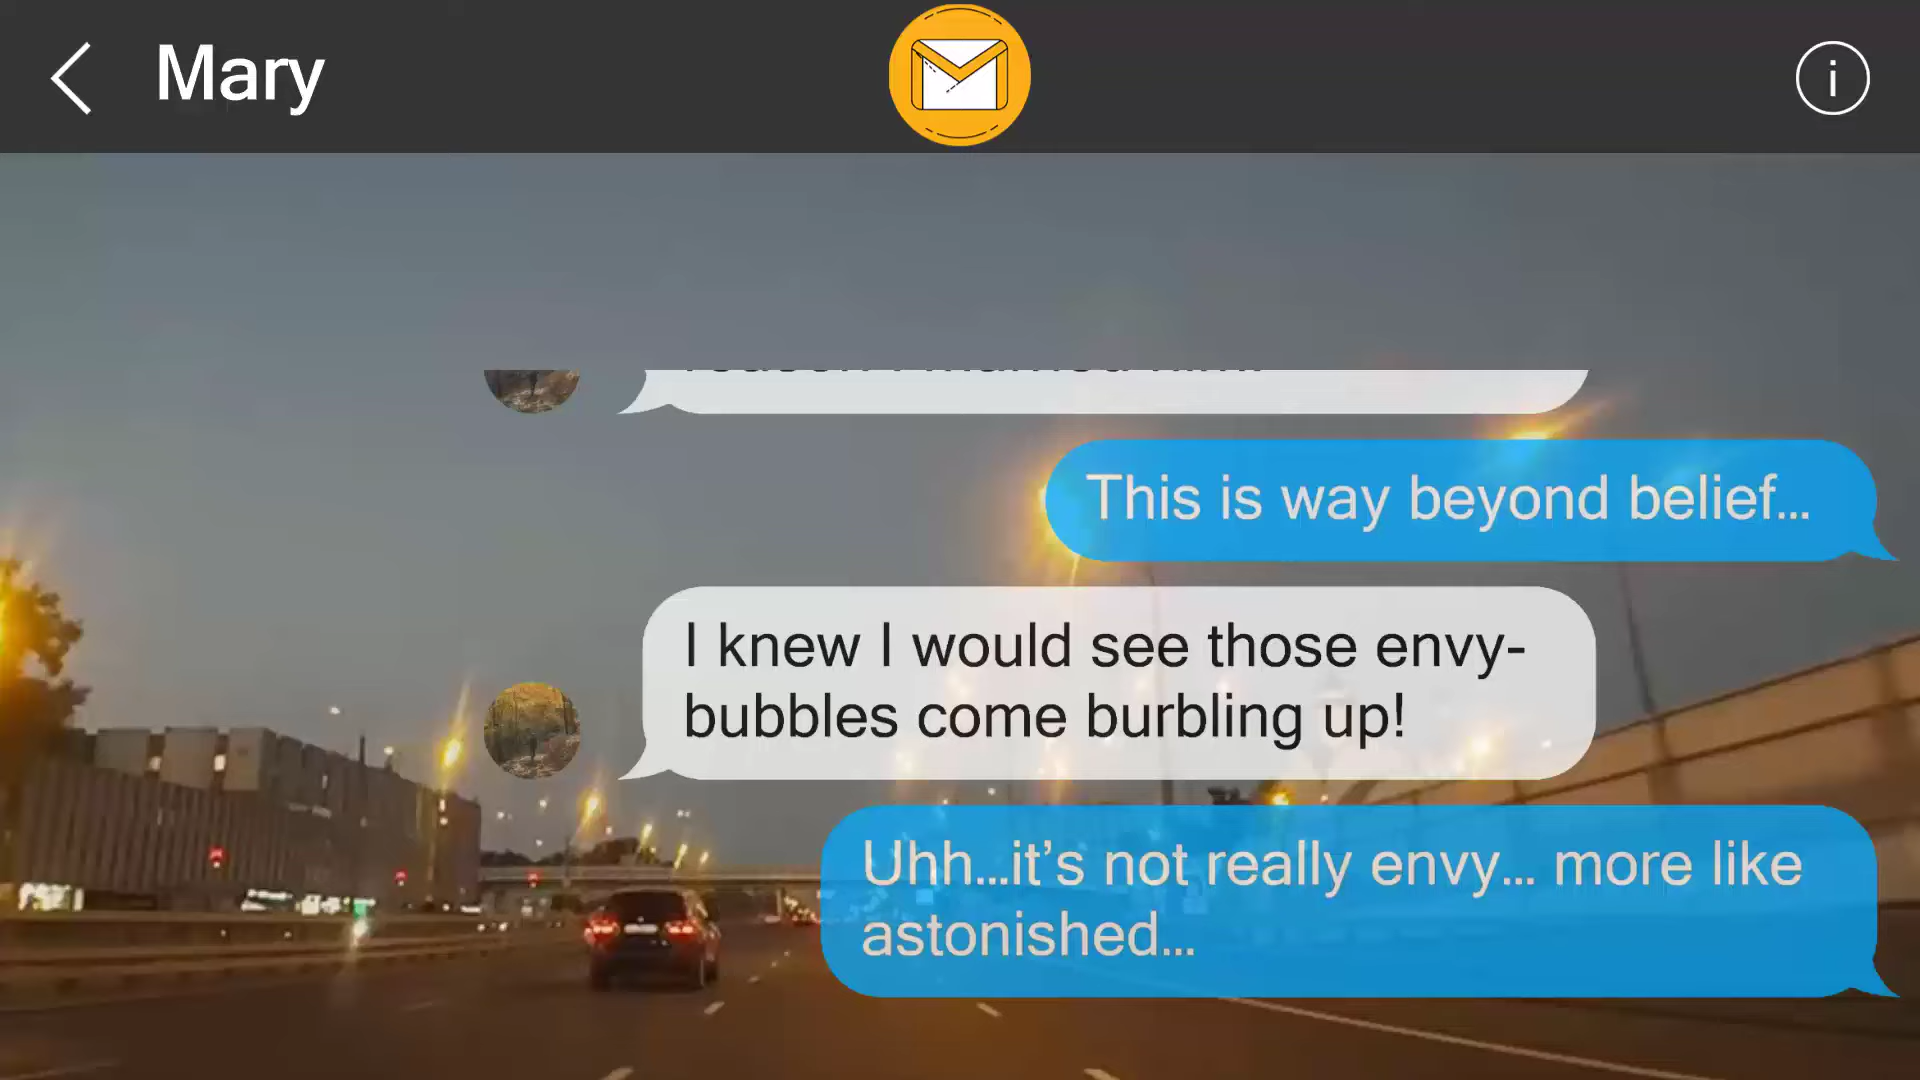 Mary
This is way beyond belief...
I knew I would see those envy-
bubbles come burbling up!
Uhh...it’s not really envy... more like
astonished...